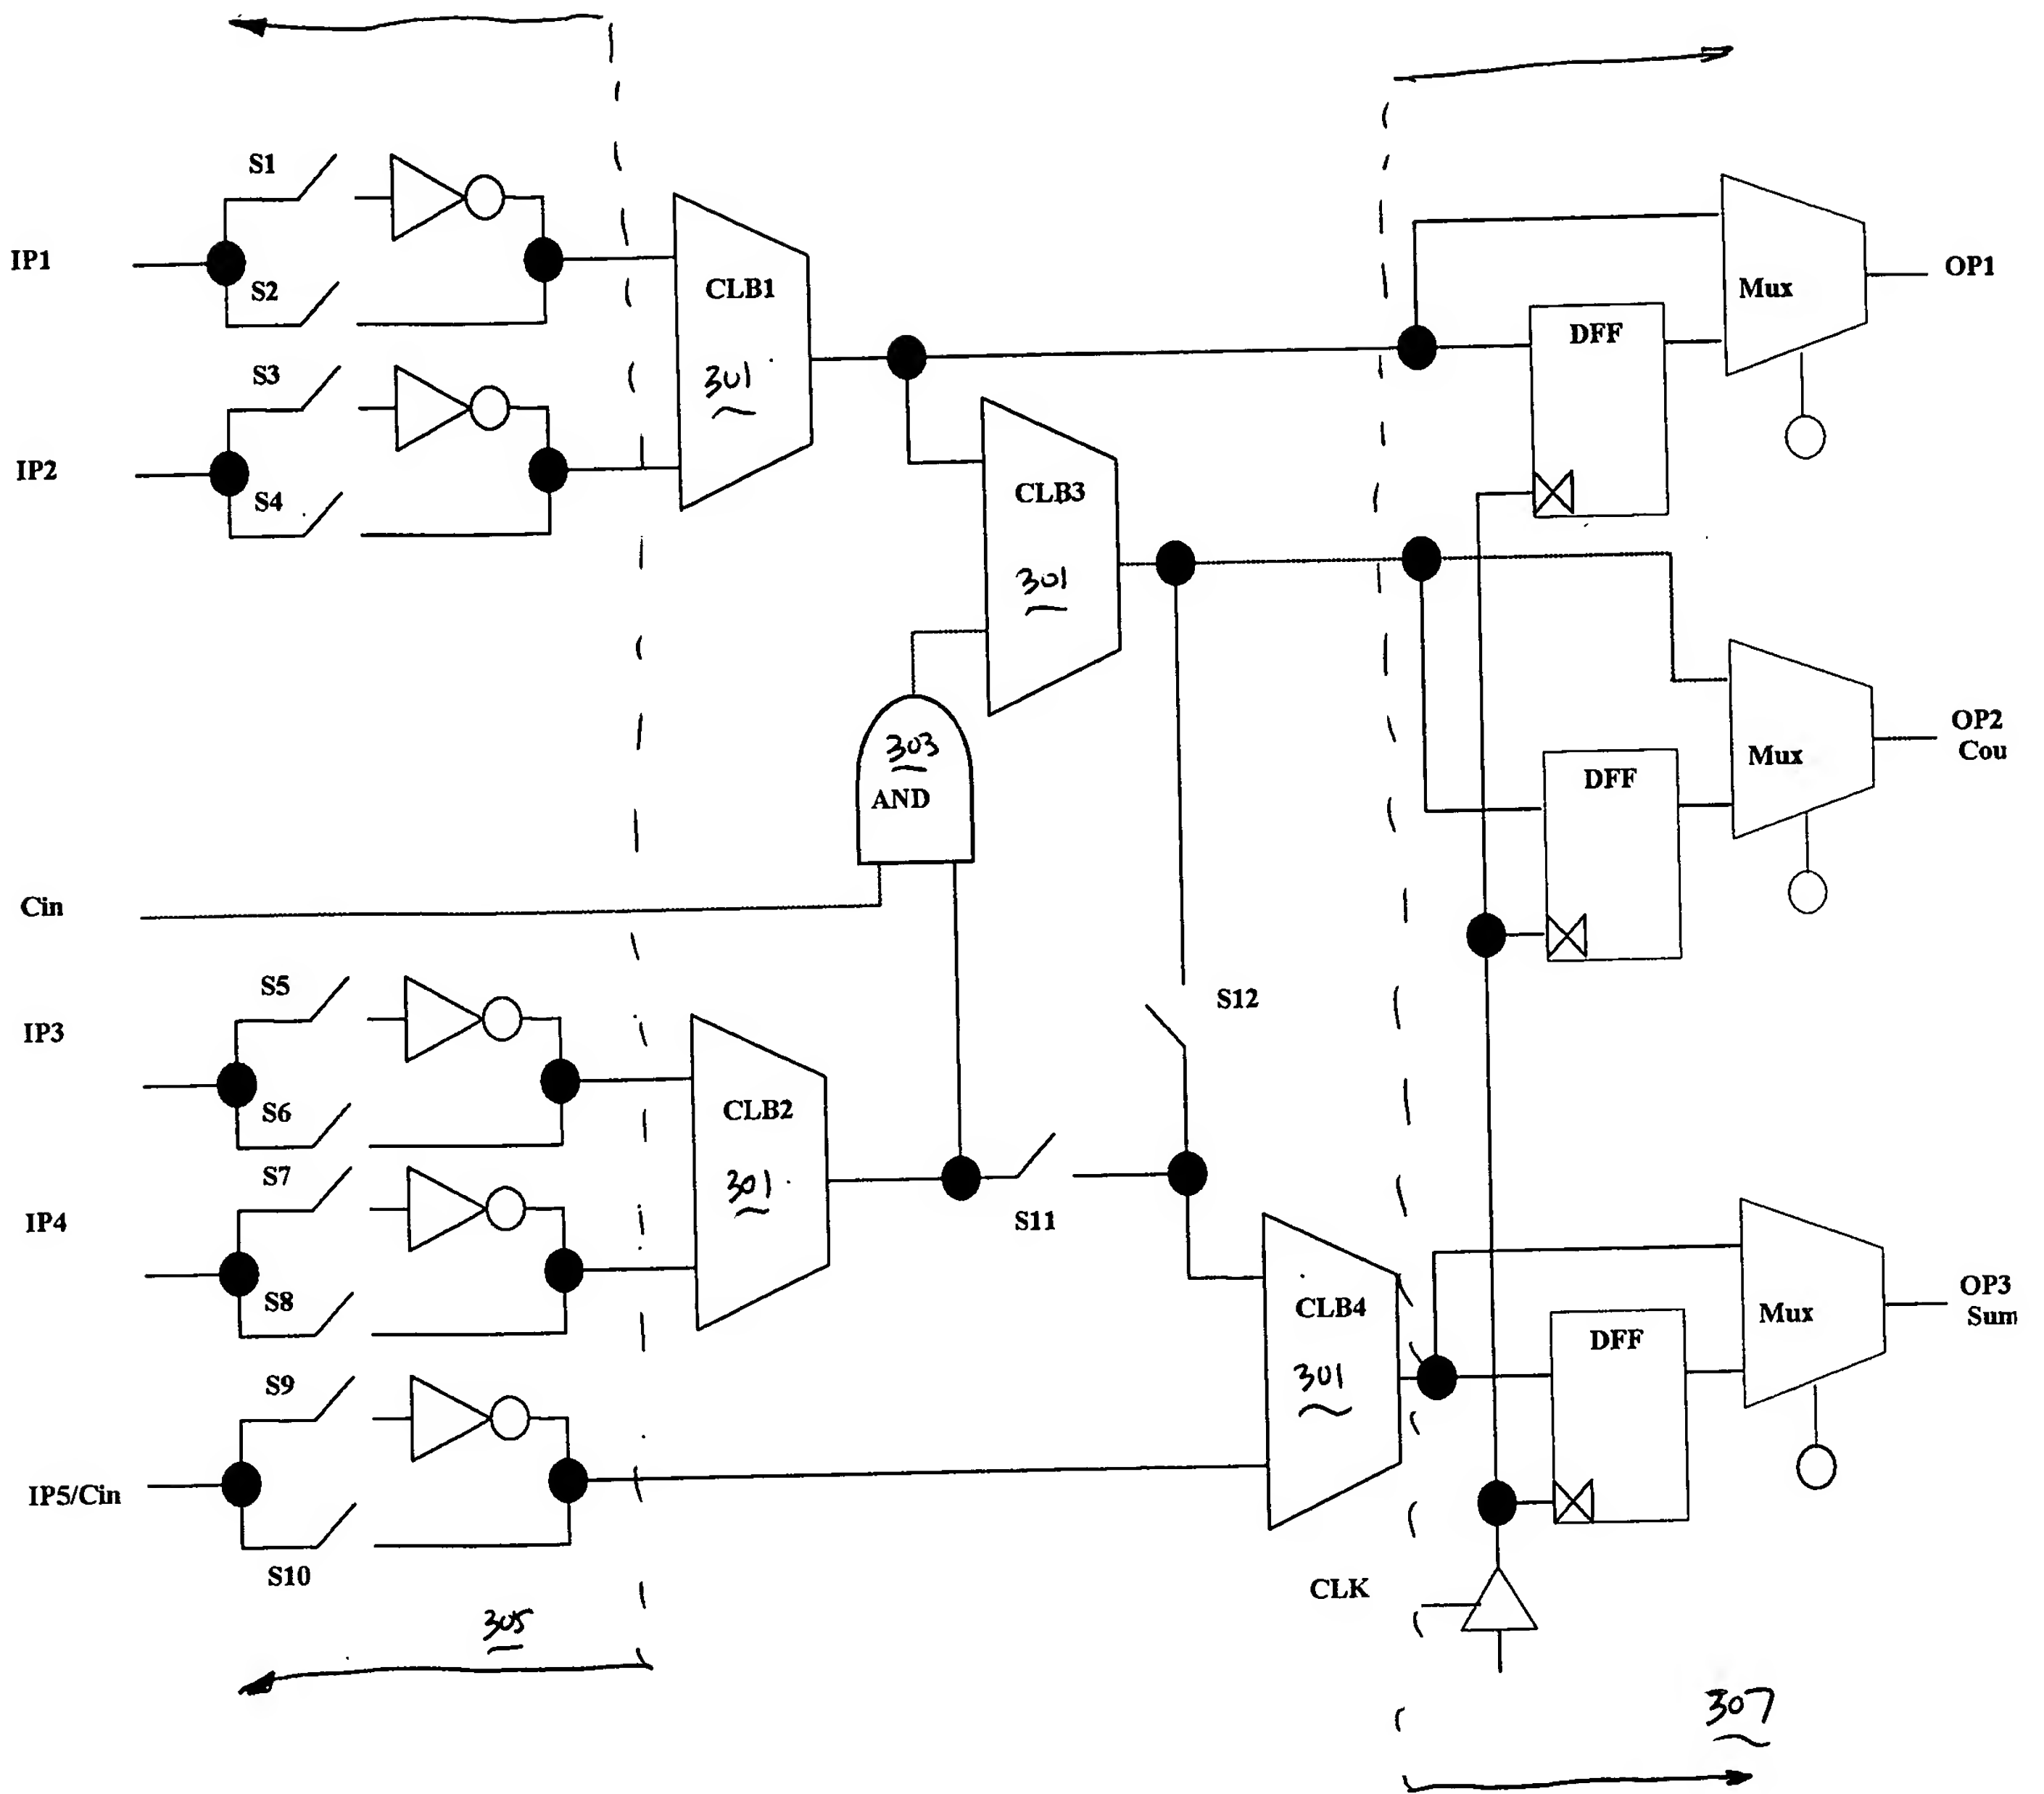 S1
IP1
S2
CLB1
301
Mux
OP1
DFF
S3
IP2
S4
CLB3
301
303
AND
OP2
Cou
Mux
DFF
Cin
S5
IP3
S6
S12
CLB2
301
S7
IP4
S8
S11
CLB4
301
OP3
Sum
Mux
DFF
S9
IP5/Cin
S10
CLK
305
307